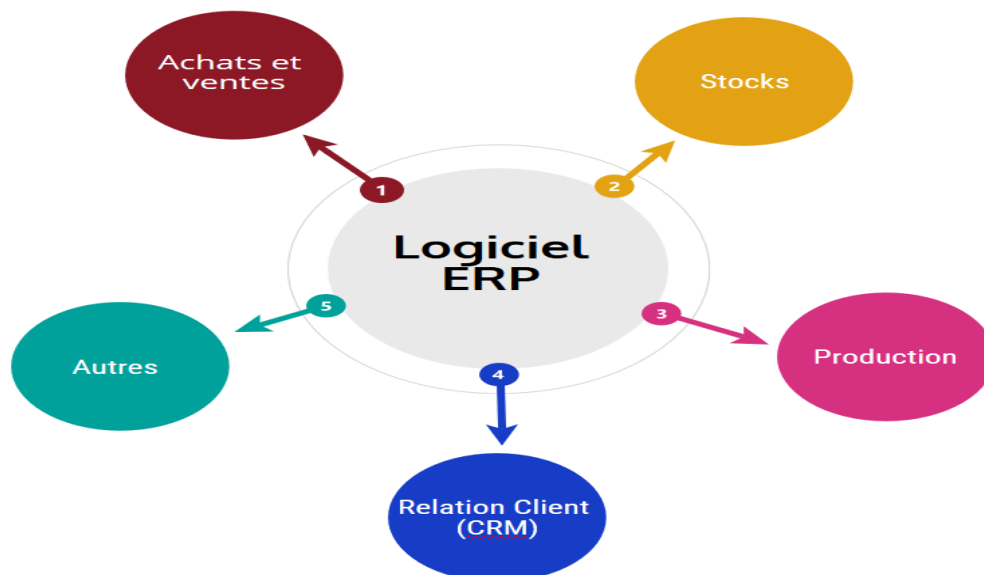 Achats et
ventes
Stocks
1
2
Logiciel
ERP
5
3
Autres
Production
4
Relation Client
(CRM)